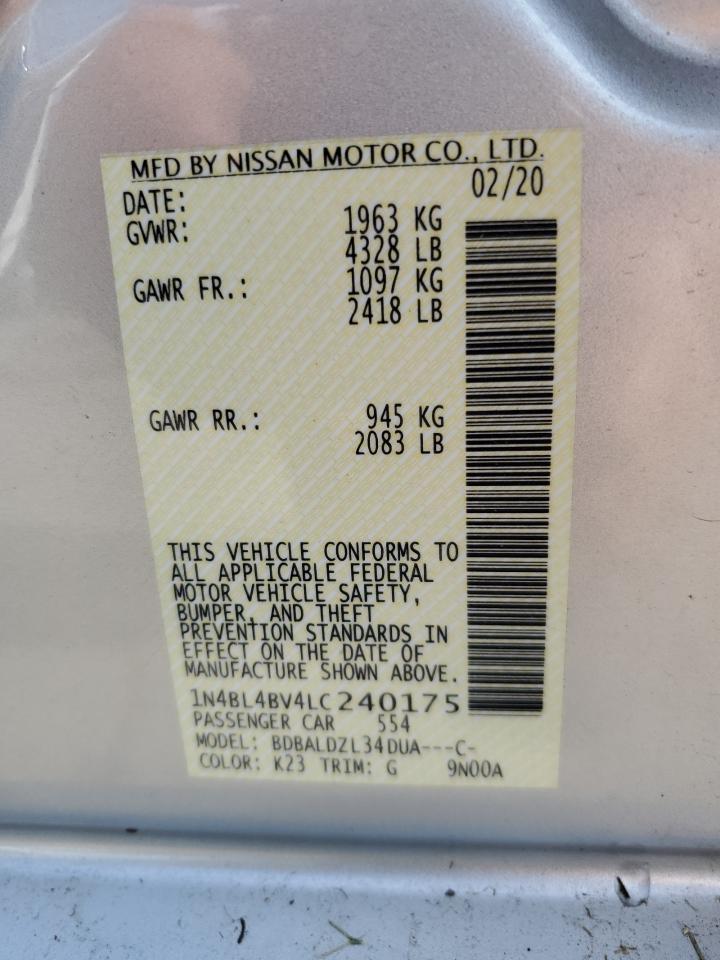 MFD BY NISSAN MOTOR CO., LTD.
DATE: 02/20
GVWR: 1963 KG
4328 LB
GAWR FR.: 1097 KG
2418 LB
GAWR RR.: 945 KG
2083 LB
THIS VEHICLE CONFORMS TO
ALL APPLICABLE FEDERAL
MOTOR VEHICLE SAFETY,
BUMPER, AND THEFT
PREVENTION STANDARDS IN
EFFECT ON THE DATE OF
MANUFACTURE SHOWN ABOVE.
1N4BL4BV4LC240175
PASSENGER CAR 554
MODEL: BDBALDZL34DUA---C-
COLOR: K23 TRIM: G 9N00A